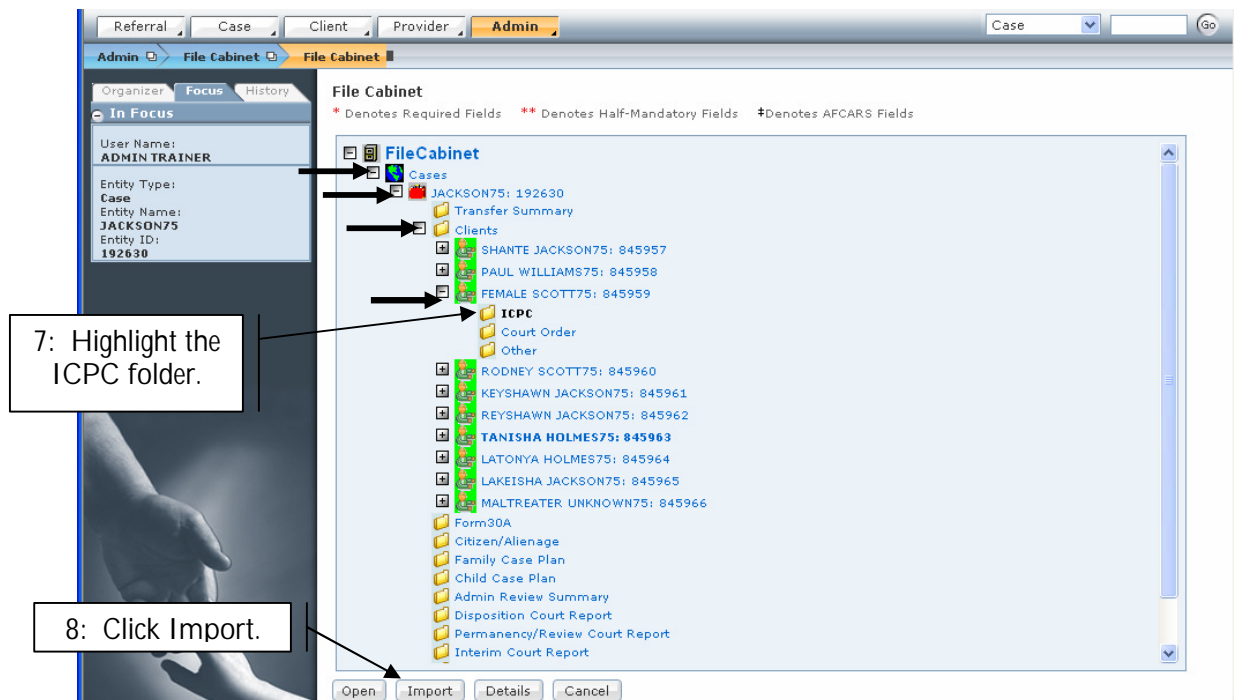 Referral Case Client Provider Admin Case Go
Admin File Cabinet File Cabinet
Organizer Focus History
In Focus
User Name:
ADMIN TRAINER
Entity Type:
Case
Entity Name:
JACKSON75
Entity ID:
192630
File Cabinet
* Denotes Required Fields ** Denotes Half-Mandatory Fields ‡Denotes AFCARS Fields
FileCabinet
Cases
JACKSON75: 192630
Transfer Summary
Clients
SHANTE JACKSON75: 845957
PAUL WILLIAMS75: 845958
FEMALE SCOTT75: 845959
ICPC
Court Order
Other
RODNEY SCOTT75: 845960
KEYSHAWN JACKSON75: 845961
REYSHAWN JACKSON75: 845962
TANISHA HOLMES75: 845963
LATONYA HOLMES75: 845964
LAKEISHA JACKSON75: 845965
MALTREATER UNKNOWN75: 845966
Form30A
Citizen/Alienage
Family Case Plan
Child Case Plan
Admin Review Summary
Disposition Court Report
Permanency/Review Court Report
Interim Court Report
Open Import Details Cancel
7: Highlight the
ICPC folder.
8: Click Import.